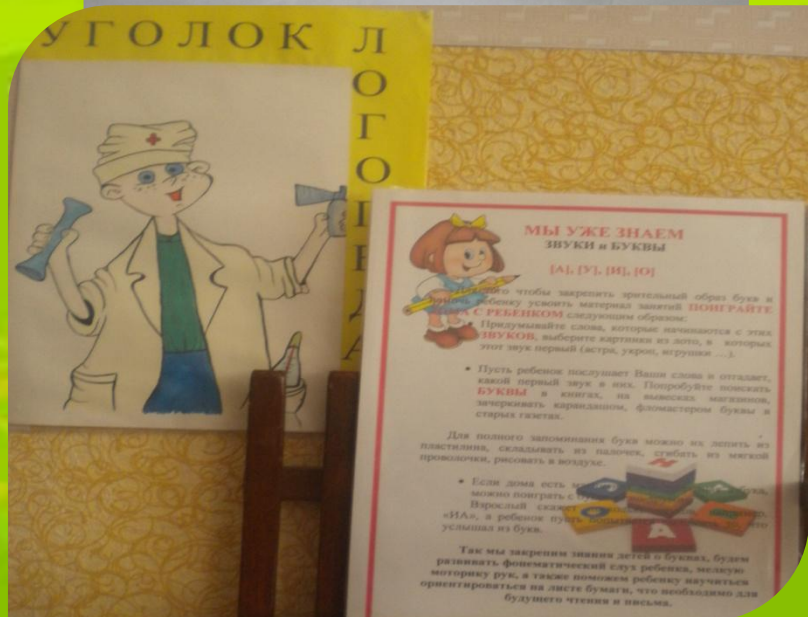 УГОЛОК
ЛОГОПЕДА
МЫ УЖЕ ЗНАЕМ
ЗВУКИ и БУКВЫ
[А], [У], [И], [О]
чтобы закрепить зрительный образ букв и
ребенку усвоить материал занятий ПОИГРАЙТЕ
С РЕБЕНКОМ следующим образом:
Придумывайте слова, которые начинаются с этих
ЗВУКОВ, выберите картинки из лото, в которых
этот звук первый (астра, укроп, игрушки ...).
• Пусть ребенок послушает Ваши слова и отгадает,
какой первый звук в них. Попробуйте поискать
БУКВЫ в книгах, на вывесках магазинов,
зачеркивать карандашом, фломастером буквы в
старых газетах.
Для полного запоминания букв можно их лепить из
пластилина, складывать из палочек, сгибать из мягкой
проволочки, рисовать в воздухе.
• Если дома есть
можно поиграть с
Взрослый скажет
«ИА», а ребенок пусть что
услышал из букв.
А
Так мы закрепим знания детей о буквах, будем
развивать фонематический слух ребенка, мелкую
моторику рук, а также поможем ребенку научиться
ориентироваться на листе бумаги, что необходимо для
будущего чтения и письма.